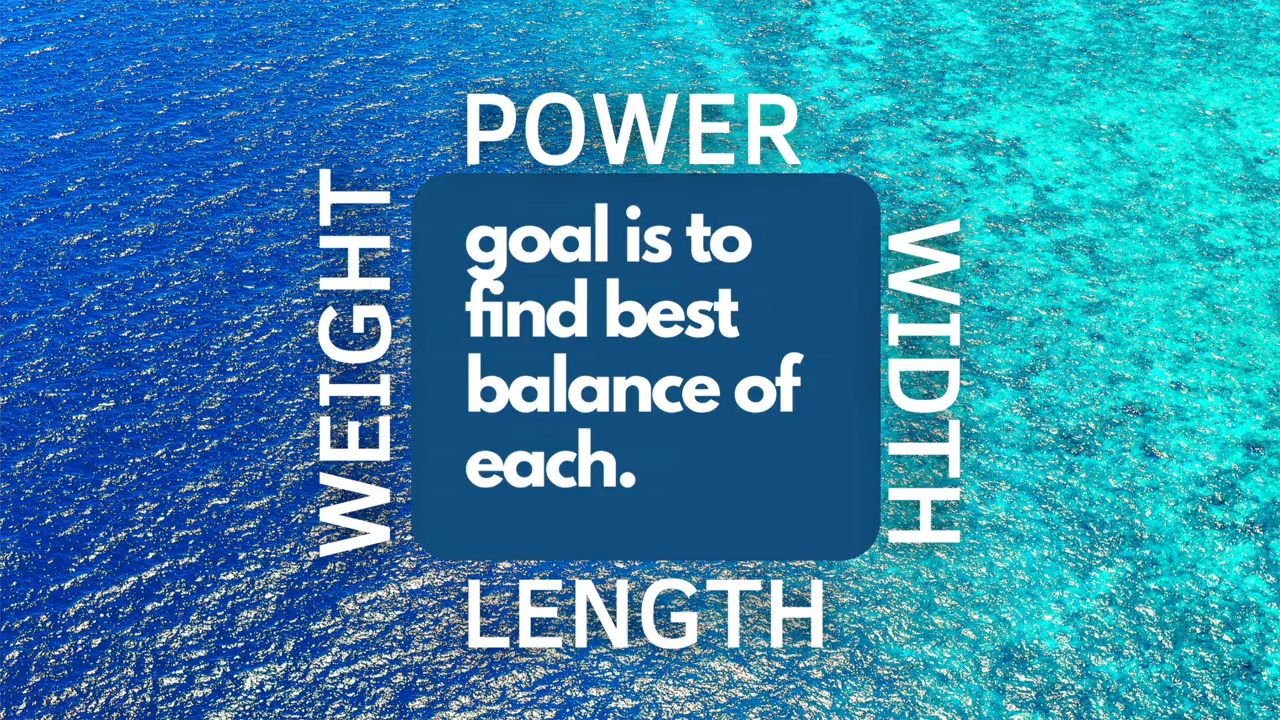 POWER
WEIGHT
goal is to
find best
balance of
each.
WIDTH
LENGTH